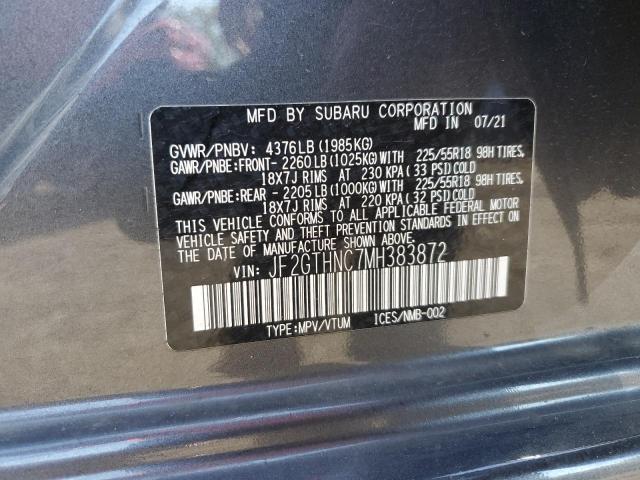 MFD BY SUBARU CORPORATION
MFD IN 07/21
GVWR/PNBV: 4376LB (1985KG)
GAWR/PNBE:FRONT- 2260LB (1025KG)WITH 225/55R18 98H TIRES,
18X7J RIMS AT 230 KPA (33 PSI)COLD
GAWR/PNBE:REAR - 2205LB (1000KG)WITH 225/55R18 98H TIRES,
18X7J RIMS AT 220 KPA (32 PSI)COLD
THIS VEHICLE CONFORMS TO ALL APPLICABLE FEDERAL MOTOR
VEHICLE SAFETY AND THEFT PREVENTION STANDARDS IN EFFECT ON
THE DATE OF MANUFACTURE SHOWN ABOVE.
VIN: JF2GTHNC7MH383872
TYPE:MPV/VTUM ICES/NMB-002